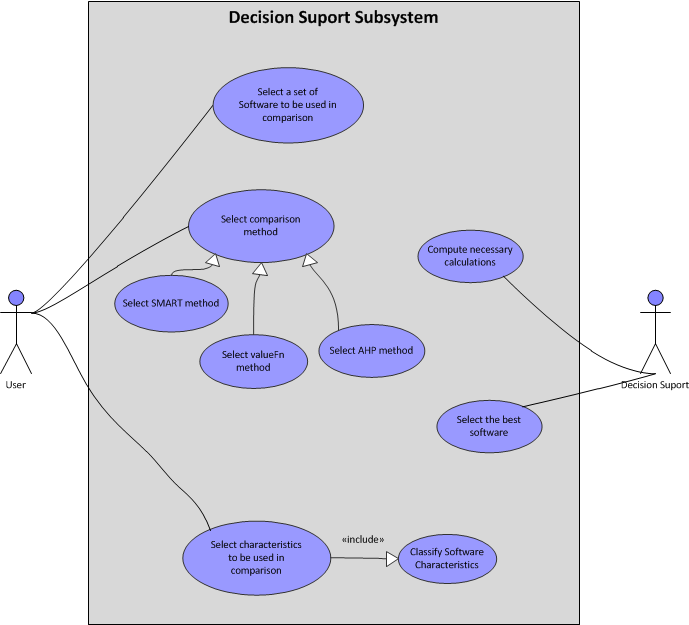 Decision Suport Subsystem
Select a set of
Software to be used in
comparison
Select comparison
method
Compute necessary
calculations
Select SMART method
Select valueFn
method
Select AHP method
User
Decision Suport
Select the best
software
Select characteristics
to be used in
comparison
«include»
Classify Software
Characteristics